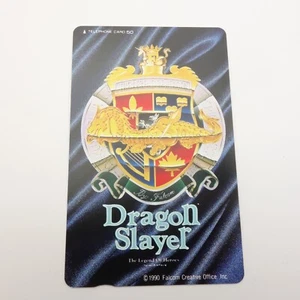 TELEPHONE CARD 50
Dragon
Slayer
The Legend Of Heroes
© 1990 Falcom Creative Office, Inc.